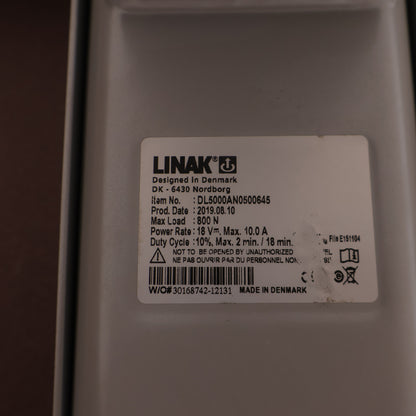 LINAK®
Designed in Denmark
DK - 6430 Nordborg
Item No. : DL5000AN0500645
Prod. Date : 2019.08.10
Max Load : 800 N
Power Rate : 18 V⎓, Max. 10.0 A
Duty Cycle : 10%, Max. 2 min. / 18 min.
File E151104
NOT TO BE OPENED BY UNAUTHORIZED
NE PAS OUVRIR PAR DU PERSONNEL NON
W/O# 30168742-12131
MADE IN DENMARK